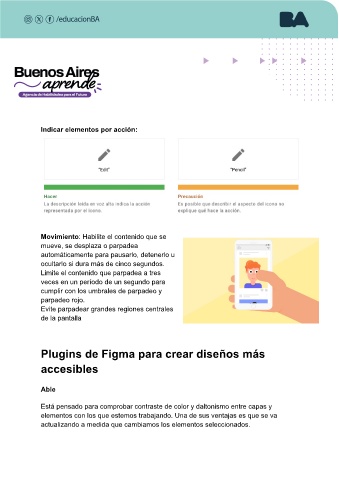 /educacionBA
BA
Buenos Aires
aprende
Agencia de Habilidades para el Futuro
Indicar elementos por acción:
"Edit"
"Pencil"
Hacer
La descripción leída en voz alta indica la acción
representada por el ícono.
Precaución
Es posible que describir el aspecto del ícono no
explique qué hace la acción.
Movimiento: Habilite el contenido que se
mueve, se desplaza o parpadea
automáticamente para pausarlo, detenerlo u
ocultarlo si dura más de cinco segundos.
Limite el contenido que parpadea a tres
veces en un período de un segundo para
cumplir con los umbrales de parpadeo y
parpadeo rojo.
Evite parpadear grandes regiones centrales
de la pantalla
Plugins de Figma para crear diseños más
accesibles
Able
Está pensado para comprobar contraste de color y daltonismo entre capas y
elementos con los que estemos trabajando. Una de sus ventajas es que se va
actualizando a medida que cambiamos los elementos seleccionados.